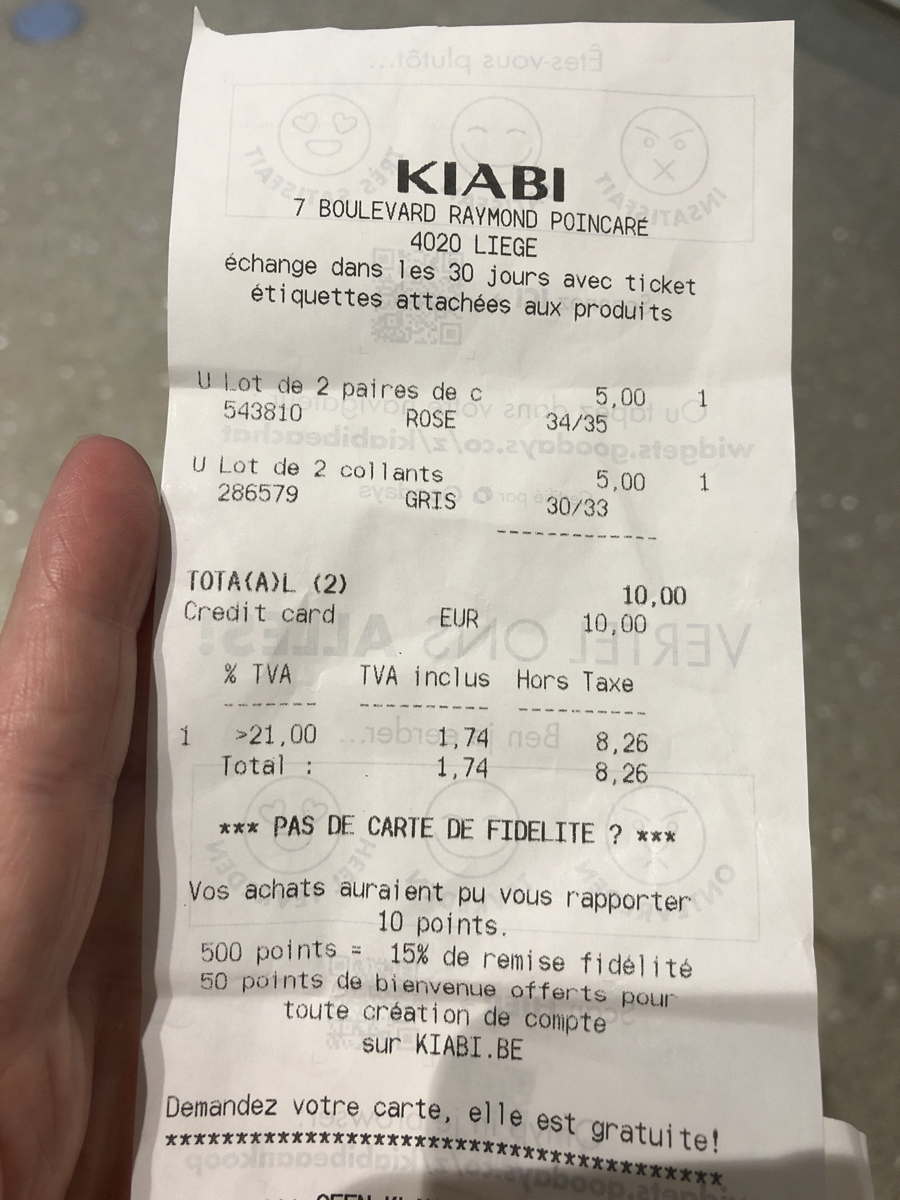 KIABI
7 BOULEVARD RAYMOND POINCARÉ
4020 LIEGE
échange dans les 30 jours avec ticket
étiquettes attachées aux produits
U Lot de 2 paires de c 5,00 1
543810 ROSE 34/35
U Lot de 2 collants 5,00 1
286579 GRIS 30/33
-------------
TOTA(A)L (2) 10,00
Credit card EUR 10,00
% TVA TVA inclus Hors Taxe
-------- ----------- -----------
1 >21,00 1,74 8,26
Total : 1,74 8,26
*** PAS DE CARTE DE FIDELITE ? ***
Vos achats auraient pu vous rapporter
10 points.
500 points = 15% de remise fidélité
50 points de bienvenue offerts pour
toute création de compte
sur KIABI.BE
Demandez votre carte, elle est gratuite!
****************************************